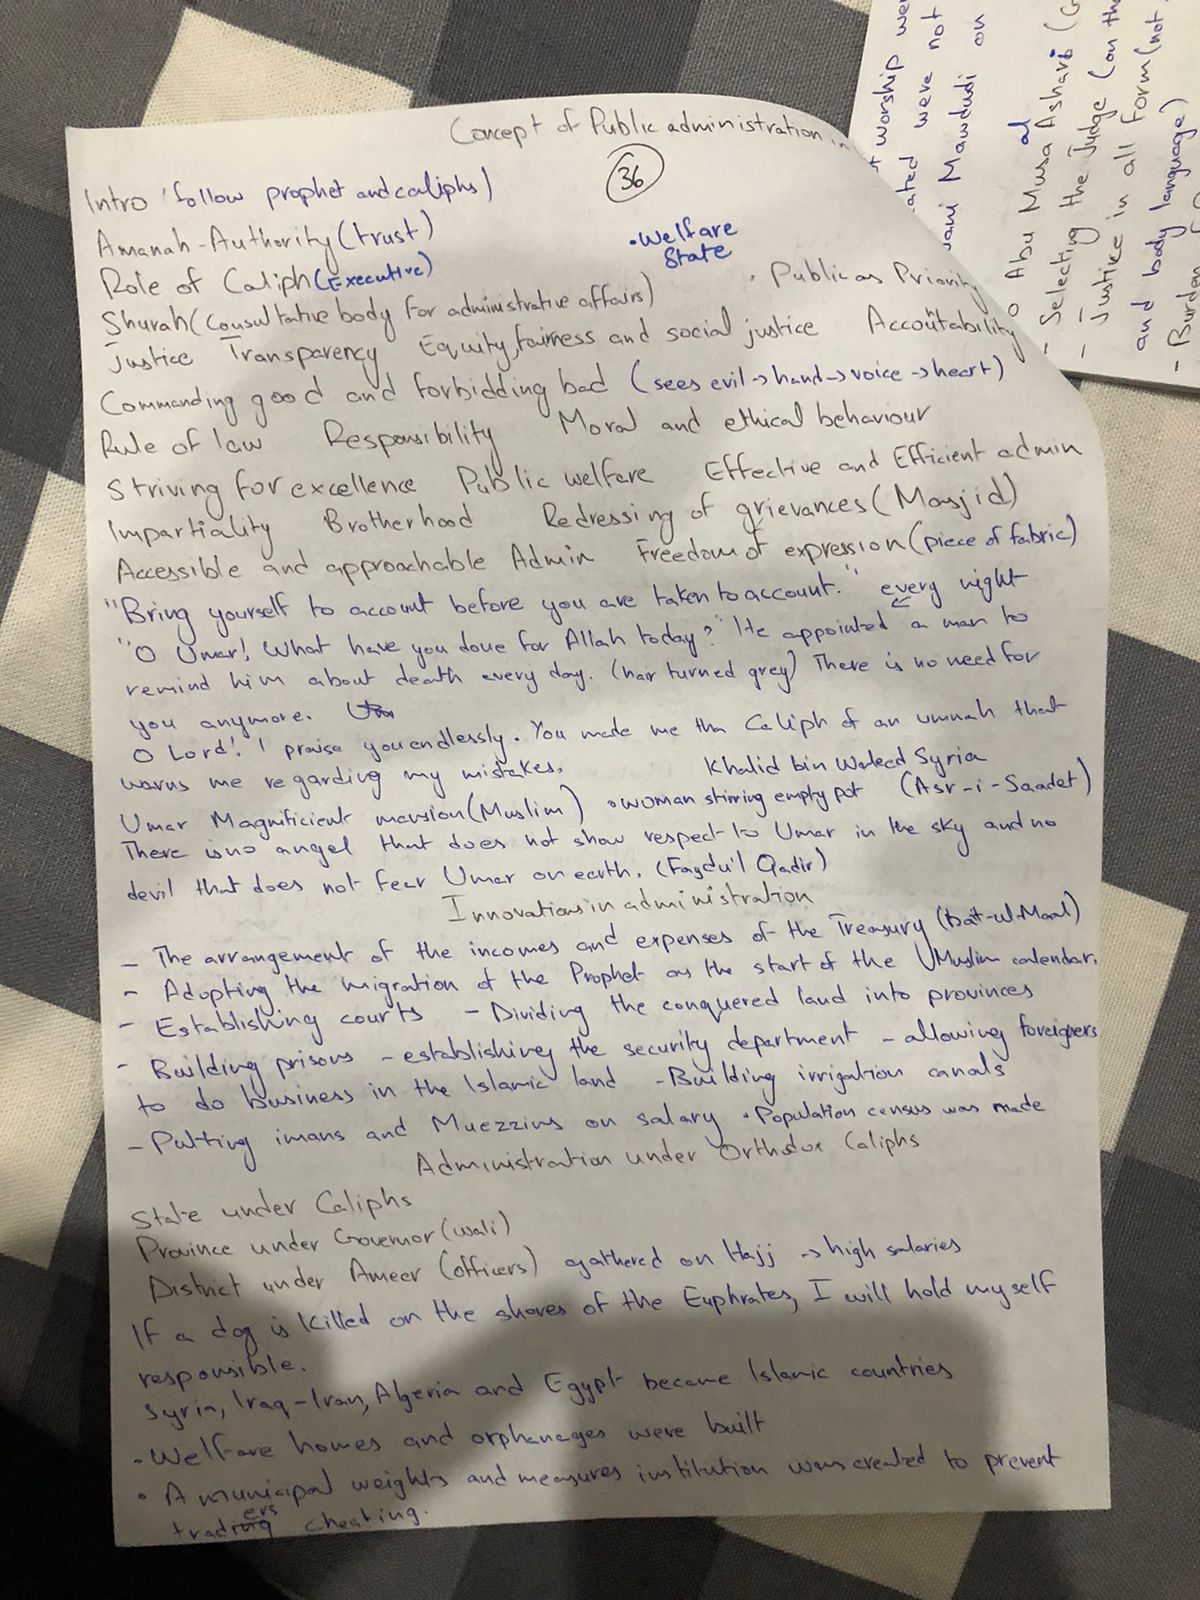 Concept of Public administration in
36
Intro (follow prophet and caliphs)
Amanah-Authority (trust)
• Welfare State
Role of Caliph (Executive)
• Public as Priority
Shurah (Consultative body for administrative affairs)
Justice Transparency Equity, fairness and social justice Accountability
Commanding good and forbidding bad (sees evil → hand → voice → heart)
Rule of law Responsibility Moral and ethical behaviour
Striving for excellence Public welfare Effective and Efficient admin
Impartiality Brotherhood Redressing of grievances (Masjid)
Accessible and approachable Admin Freedom of expression (piece of fabric)
"Bring yourself to account before you are taken to account." every night
"O Umar! What have you done for Allah today?" He appointed a man to
remind him about death every day. (hair turned grey) There is no need for
you anymore.
O Lord! I praise you endlessly. You made me the Caliph of an ummah that
warns me regarding my mistakes. Khalid bin Waleed Syria
Umar Magnificient mansion (Muslim) • woman stirring empty pot (Asr-i-Saadet)
There is no angel that does not show respect to Umar in the sky and no
devil that does not fear Umar on earth. (Faydu'l Qadir)
Innovations in administration
- The arrangement of the incomes and expenses of the Treasury (bait-ul-Maal)
- Adopting the migration of the Prophet as the start of the Muslim calendar.
- Establishing courts - Dividing the conquered land into provinces
- Building prisons - establishing the security department - allowing foreigners
to do business in the Islamic land - Building irrigation canals
- Putting imans and Muezzins on salary • Population census was made
Administration under Orthodox Caliphs
State under Caliphs
Province under Governor (wali)
District under Ameer (officers) gathered on Hajj → high salaries
If a dog is killed on the shores of the Euphrates, I will hold myself
responsible.
Syria, Iraq-Iran, Algeria and Egypt became Islamic countries
• Welfare homes and orphanages were built
• A municipal weights and measures institution was created to prevent
traders cheating.
worship we
ated were not
Mawdudi on
Abu Musa al Ashari
- Selecting the Judge (on th
- Justice in all form (not
and body language)
- Burden